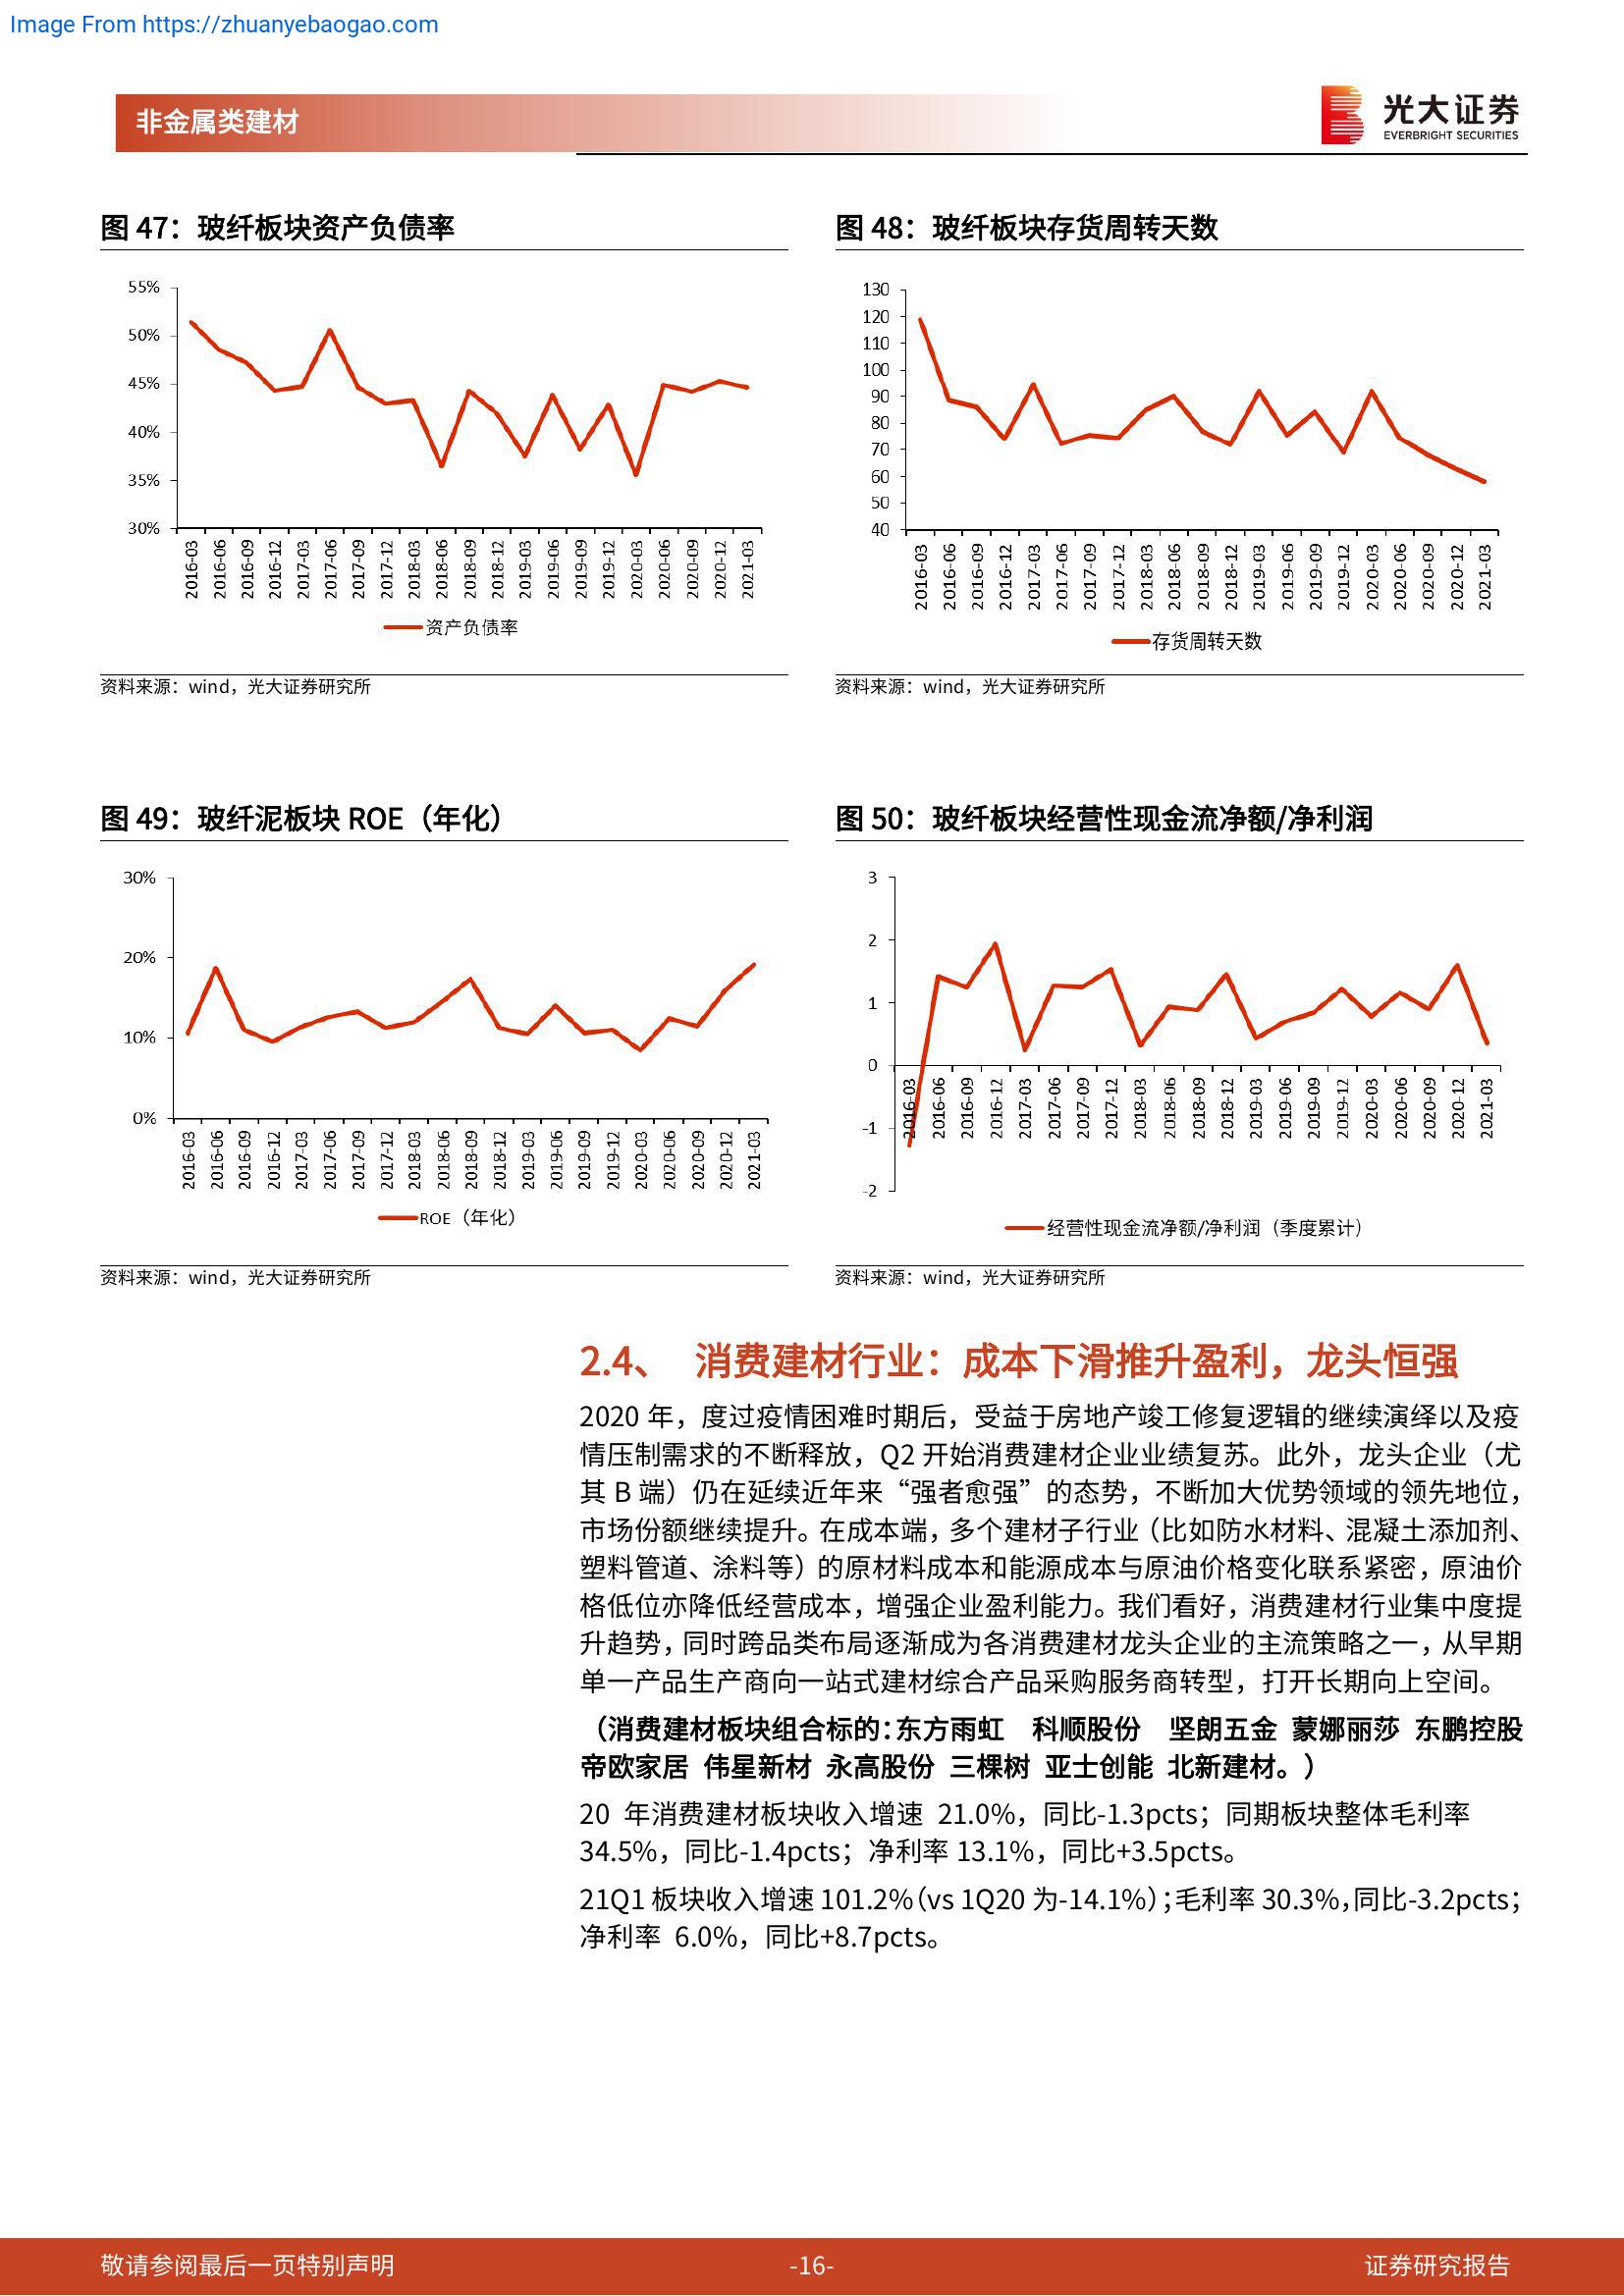 Image From https://zhuanyebaogao.com
非金属类建材
光大证券
EVERBRIGHT SECURITIES
图 47：玻纤板块资产负债率
55%
50%
45%
40%
35%
30%
2016-03 2016-06 2016-09 2016-12 2017-03 2017-06 2017-09 2017-12 2018-03 2018-06 2018-09 2018-12 2019-03 2019-06 2019-09 2019-12 2020-03 2020-06 2020-09 2020-12 2021-03
资产负债率
资料来源：wind，光大证券研究所
图 48：玻纤板块存货周转天数
130
120
110
100
90
80
70
60
50
40
2016-03 2016-06 2016-09 2016-12 2017-03 2017-06 2017-09 2017-12 2018-03 2018-06 2018-09 2018-12 2019-03 2019-06 2019-09 2019-12 2020-03 2020-06 2020-09 2020-12 2021-03
存货周转天数
资料来源：wind，光大证券研究所
图 49：玻纤泥板块 ROE（年化）
30%
20%
10%
0%
2016-03 2016-06 2016-09 2016-12 2017-03 2017-06 2017-09 2017-12 2018-03 2018-06 2018-09 2018-12 2019-03 2019-06 2019-09 2019-12 2020-03 2020-06 2020-09 2020-12 2021-03
ROE（年化）
资料来源：wind，光大证券研究所
图 50：玻纤板块经营性现金流净额/净利润
3
2
1
0
-1
-2
2016-03 2016-06 2016-09 2016-12 2017-03 2017-06 2017-09 2017-12 2018-03 2018-06 2018-09 2018-12 2019-03 2019-06 2019-09 2019-12 2020-03 2020-06 2020-09 2020-12 2021-03
经营性现金流净额/净利润（季度累计）
资料来源：wind，光大证券研究所
2.4、 消费建材行业：成本下滑推升盈利，龙头恒强
2020 年，度过疫情困难时期后，受益于房地产竣工修复逻辑的继续演绎以及疫
情压制需求的不断释放，Q2 开始消费建材企业业绩复苏。此外，龙头企业（尤
其 B 端）仍在延续近年来“强者愈强”的态势，不断加大优势领域的领先地位，
市场份额继续提升。在成本端，多个建材子行业（比如防水材料、混凝土添加剂、
塑料管道、涂料等）的原材料成本和能源成本与原油价格变化联系紧密，原油价
格低位亦降低经营成本，增强企业盈利能力。我们看好，消费建材行业集中度提
升趋势，同时跨品类布局逐渐成为各消费建材龙头企业的主流策略之一，从早期
单一产品生产商向一站式建材综合产品采购服务商转型，打开长期向上空间。
（消费建材板块组合标的：东方雨虹 科顺股份 坚朗五金 蒙娜丽莎 东鹏控股
帝欧家居 伟星新材 永高股份 三棵树 亚士创能 北新建材。）
20 年消费建材板块收入增速 21.0%，同比-1.3pcts；同期板块整体毛利率
34.5%，同比-1.4pcts；净利率 13.1%，同比+3.5pcts。
21Q1 板块收入增速 101.2%（vs 1Q20 为-14.1%）；毛利率 30.3%，同比-3.2pcts；
净利率 6.0%，同比+8.7pcts。
敬请参阅最后一页特别声明
-16-
证券研究报告